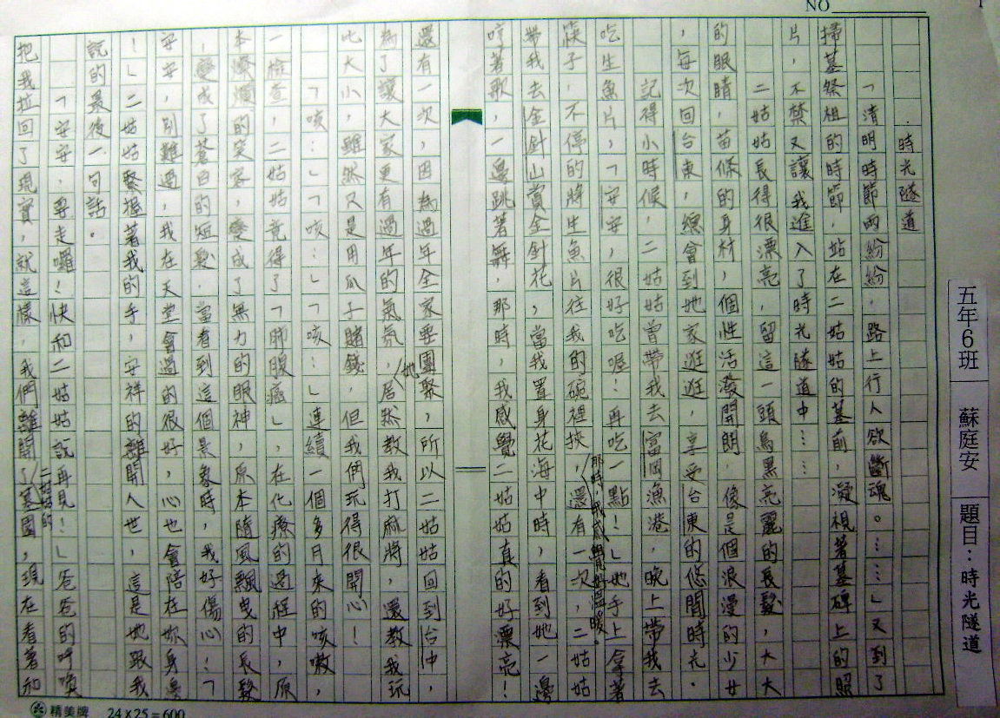 NO
1
五年6班 蘇庭安 題目：時光隧道
時光隧道
「清明時節雨紛紛，路上行人欲斷魂。……」又到了
掃墓祭祖的時節，站在二姑姑的墓前，凝視著墓碑上的照
片，不禁又讓我進入了時光隧道中……
二姑姑長得很漂亮，留這一頭烏黑亮麗的長髮，大大
的眼睛，苗條的身材，個性活潑開朗，像是個浪漫的少女
，每次回台東，總會到她家逛逛，享受台東的悠閒時光。
記得小時候，二姑姑曾帶我去富岡漁港，晚上帶我去
吃生魚片，「安安，很好吃喔！再吃一點！」她手上拿著
筷子，不停的將生魚片往我的碗裡挾，那時，我感覺好溫暖。還有一次，二姑姑
帶我去金針山賞金針花，當我置身花海中時，看到她一邊
哼著歌，一邊跳著舞，那時，我感覺二姑姑真的好漂亮！
還有一次，因為過年全家要團聚，所以二姑姑回到台中，
為了讓大家更有過年的氣氛，她居然教我打麻將，還教我玩
比大小，雖然只是用瓜子賭錢，但我們玩得很開心！
「咳…」「咳…」「咳…」連續一個多月來的咳嗽，
一檢查，二姑姑竟得了「肺腺癌」，在化療的過程中，原
本燦爛的笑容，變成了無力的眼神，原本隨風飄曳的長髮
，變成了蒼白的短髮，當看到這個景象時，我好傷心！「
安安，別難過，我在天堂會過的很好，心也會陪在妳身邊
！」二姑姑緊握著我的手，安祥的離開人世，這是她跟我
說的最後一句話。
「安安，要走囉！快和二姑姑說再見！」爸爸的呼喚
把我拉回了現實，就這樣，我們離開了二姑姑的墓園，現在看著和
精美牌 24×25=600